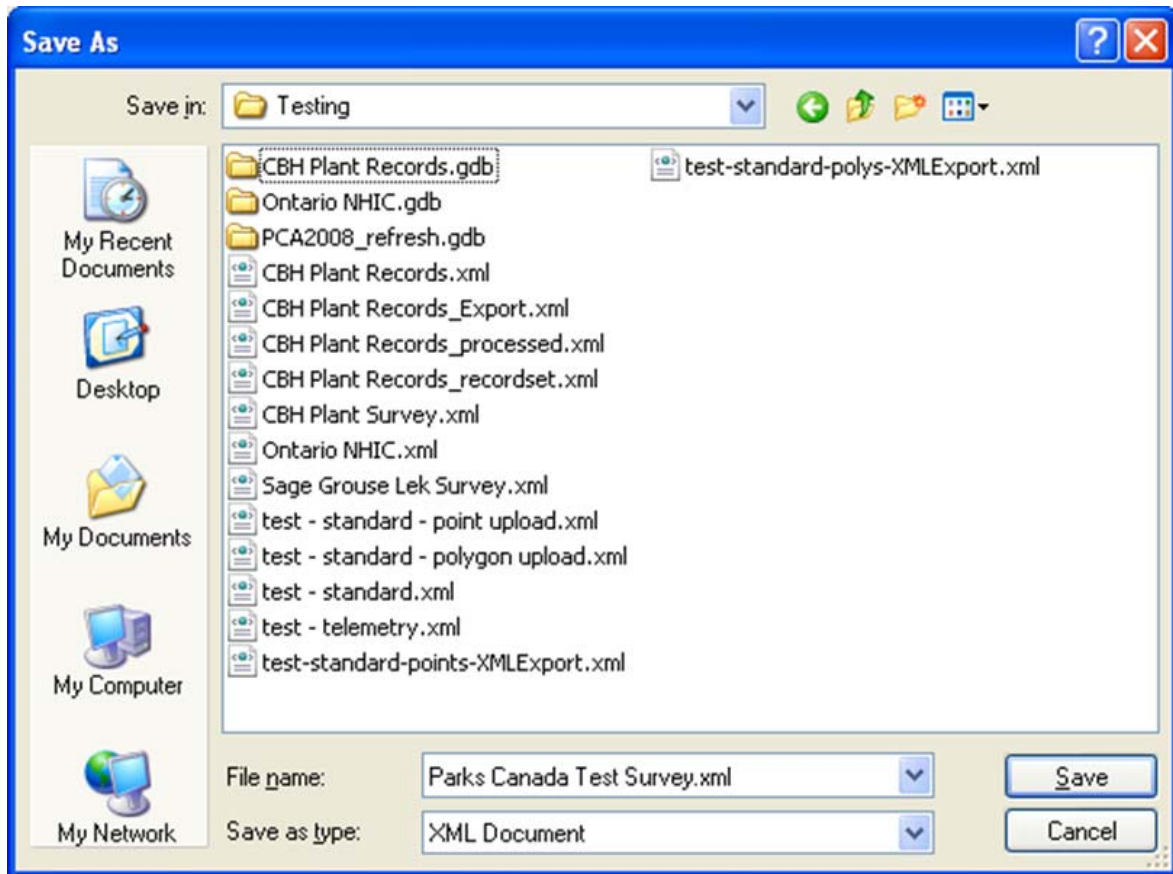 Save As
Save in: Testing
My Recent
Documents
Desktop
My Documents
My Computer
My Network
CBH Plant Records.gdb
Ontario NHIC.gdb
PCA2008_refresh.gdb
CBH Plant Records.xml
CBH Plant Records_Export.xml
CBH Plant Records_processed.xml
CBH Plant Records_recordset.xml
CBH Plant Survey.xml
Ontario NHIC.xml
Sage Grouse Lek Survey.xml
test - standard - point upload.xml
test - standard - polygon upload.xml
test - standard.xml
test - telemetry.xml
test-standard-points-XMLExport.xml
test-standard-polys-XMLExport.xml
File name: Parks Canada Test Survey.xml Save
Save as type: XML Document Cancel